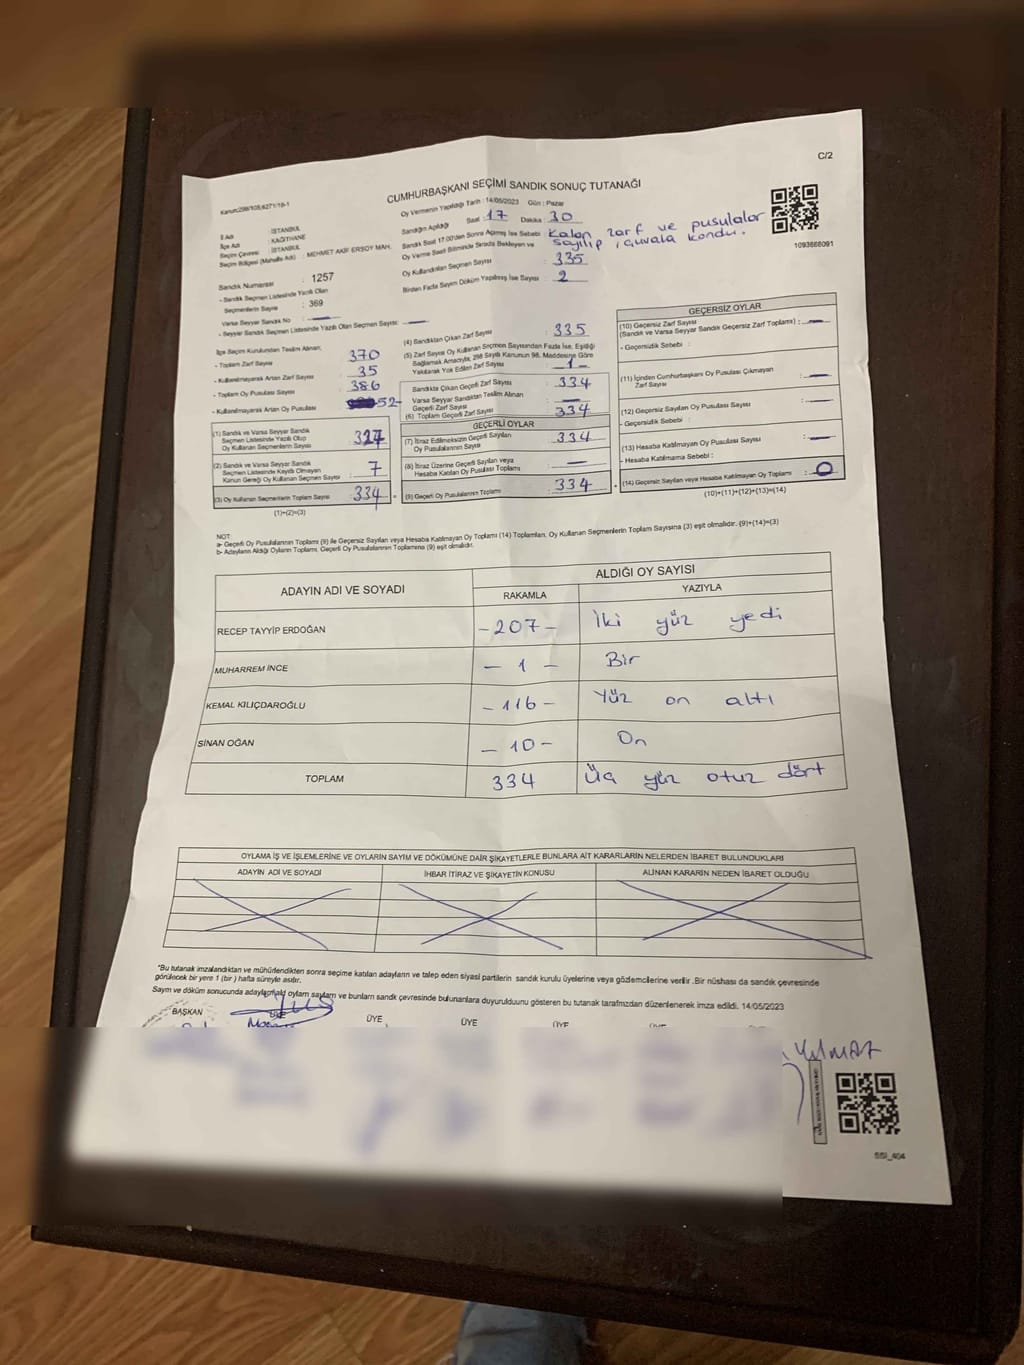 C/2
CUMHURBAŞKANI SEÇİMİ SANDIK SONUÇ TUTANAĞI
Kanun:298/105,6271/18-1
İl Adı : İSTANBUL
İlçe Adı : KAĞITHANE
Seçim Çevresi : İSTANBUL
Seçim Bölgesi (Mahalle Adı) : MEHMET AKİF ERSOY MAH.
Sandık Numarası : 1257
- Sandık Seçmen Listesinde Yazılı Olan
Seçmenlerin Sayısı : 369
Varsa Seyyar Sandık No :
- Seyyar Sandık Seçmen Listesinde Yazılı Olan Seçmen Sayısı:
Oy Vermenin Yapıldığı Tarih : 14/05/2023 Gün : Pazar
Sandığın Açıldığı Saat : 17 Dakika : 30
Sandık Saat 17.00'den Sonra Açılmış İse Sebebi : Kalan zarf ve pusulalar
Oy Verme Saati Bitiminde Sırada Bekleyen ve sayılıp çuvala kondu.
Oy Kullandırılan Seçmen Sayısı : 335
Birden Fazla Sayım Döküm Yapılmış İse Sayısı : 2
1093666091
İlçe Seçim Kurulundan Teslim Alınan;
- Toplam Zarf Sayısı : 370
- Kullanılmayarak Artan Zarf Sayısı : 35
- Toplam Oy Pusulası Sayısı : 386
- Kullanılmayarak Artan Oy Pusulası : 52
(1) Sandık ve Varsa Seyyar Sandık
Seçmen Listesinde Yazılı Olup
Oy Kullanan Seçmenlerin Sayısı : 327
(2) Sandık ve Varsa Seyyar Sandık
Seçmen Listesinde Kayıtlı Olmayan
Kanun Gereği Oy Kullanan Seçmen Sayısı : 7
(3) Oy Kullanan Seçmenlerin Toplam Sayısı : 334
(1)+(2)=(3)
(4) Sandıktan Çıkan Zarf Sayısı : 335
(5) Zarf Sayısı Oy Kullanan Seçmen Sayısından Fazla İse, Eşitliği
Sağlamak Amacıyla, 298 Sayılı Kanunun 98. Maddesine Göre
Yakılarak Yok Edilen Zarf Sayısı : -1-
Sandıkta Çıkan Geçerli Zarf Sayısı : 334
Varsa Seyyar Sandıktan Teslim Alınan
Geçerli Zarf Sayısı :
(6) Toplam Geçerli Zarf Sayısı : 334
GEÇERLİ OYLAR
(7) İtiraz Edilmeksizin Geçerli Sayılan
Oy Pusulalarının Sayısı : 334
(8) İtiraz Üzerine Geçerli Sayılan veya
Hesaba Katılan Oy Pusulası Toplamı :
(9) Geçerli Oy Pusulalarının Toplamı : 334
GEÇERSİZ OYLAR
(10) Geçersiz Zarf Sayısı
(Sandık ve Varsa Seyyar Sandık Geçersiz Zarf Toplamı) :
- Geçersizlik Sebebi :
(11) İçinden Cumhurbaşkanı Oy Pusulası Çıkmayan
Zarf Sayısı :
(12) Geçersiz Sayılan Oy Pusulası Sayısı :
- Geçersizlik Sebebi :
(13) Hesaba Katılmayan Oy Pusulası Sayısı :
- Hesaba Katılmama Sebebi :
(14) Geçersiz Sayılan veya Hesaba Katılmayan Oy Toplamı : 0
(10)+(11)+(12)+(13)=(14)
NOT:
a- Geçerli Oy Pusulalarının Toplamı (9) ile Geçersiz Sayılan veya Hesaba Katılmayan Oy Toplamı (14) Toplamları, Oy Kullanan Seçmenlerin Toplam Sayısına (3) eşit olmalıdır. (9)+(14)=(3)
b- Adayların Aldığı Oyların Toplamı, Geçerli Oy Pusulalarının Toplamına (9) eşit olmalıdır.
ADAYIN ADI VE SOYADI ALDIĞI OY SAYISI
RAKAMLA YAZIYLA
RECEP TAYYİP ERDOĞAN -207- İki yüz yedi
MUHARREM İNCE - 1 - Bir
KEMAL KILIÇDAROĞLU -116- Yüz on altı
SİNAN OĞAN -10- On
TOPLAM 334 Üç yüz otuz dört
OYLAMA İŞ VE İŞLEMLERİNE VE OYLARIN SAYIM VE DÖKÜMÜNE DAİR ŞİKAYETLERLE BUNLARA AİT KARARLARIN NELERDEN İBARET BULUNDUKLARI
ADAYIN ADI VE SOYADI İHBAR İTİRAZ VE ŞİKAYETİN KONUSU ALINAN KARARIN NEDEN İBARET OLDUĞU
*Bu tutanak imzalandıktan ve mühürlendikten sonra seçime katılan adayların ve talep eden siyasi partilerin sandık kurulu üyelerine veya gözlemcilerine verilir. Bir nüshası da sandık çevresinde
görülecek bir yere 1 (bir) hafta süreyle asılır.
Sayım ve döküm sonucunda adayların aldığı oyların sayıları ve bunların sandık çevresinde bulunanlara duyurulduğunu gösteren bu tutanak tarafımızdan düzenlenerek imza edildi. 14/05/2023
BAŞKAN ÜYE ÜYE ÜYE ÜYE
YILMAZ
SSI_404